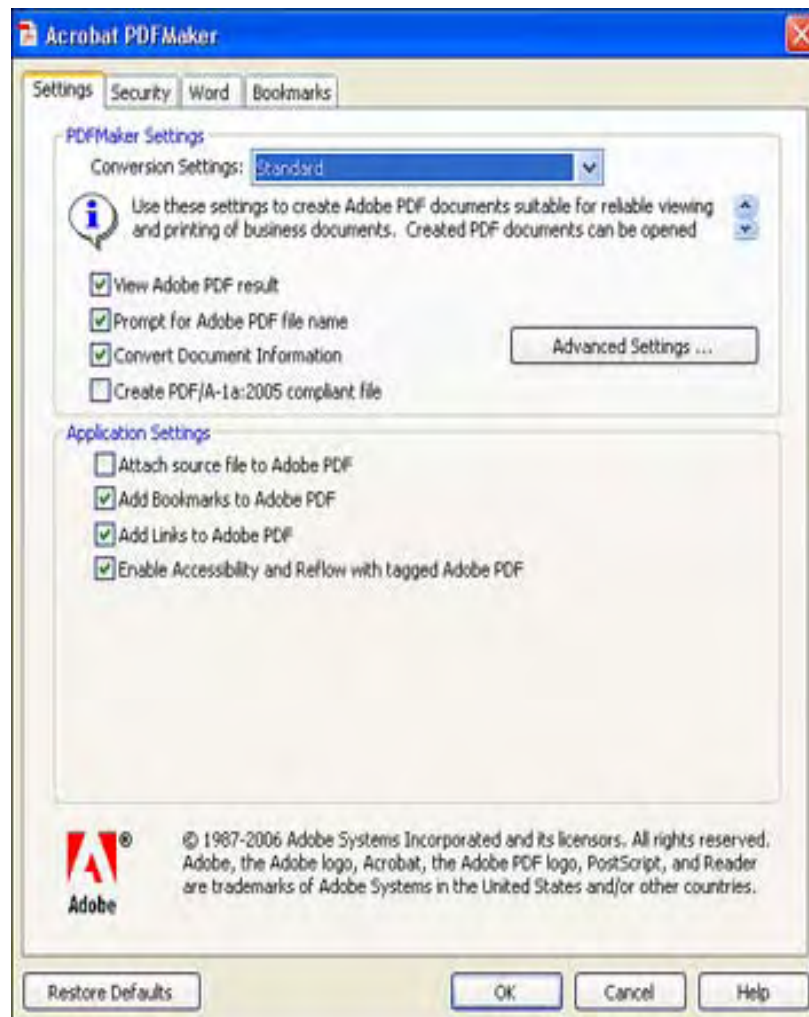 Acrobat PDFMaker
Settings Security Word Bookmarks
PDFMaker Settings
Conversion Settings: Standard
Use these settings to create Adobe PDF documents suitable for reliable viewing
and printing of business documents. Created PDF documents can be opened
View Adobe PDF result
Prompt for Adobe PDF file name
Convert Document Information
Advanced Settings ...
Create PDF/A-1a:2005 compliant file
Application Settings
Attach source file to Adobe PDF
Add Bookmarks to Adobe PDF
Add Links to Adobe PDF
Enable Accessibility and Reflow with tagged Adobe PDF
© 1987-2006 Adobe Systems Incorporated and its licensors. All rights reserved.
Adobe, the Adobe logo, Acrobat, the Adobe PDF logo, PostScript, and Reader
are trademarks of Adobe Systems in the United States and/or other countries.
®
Adobe
Restore Defaults OK Cancel Help